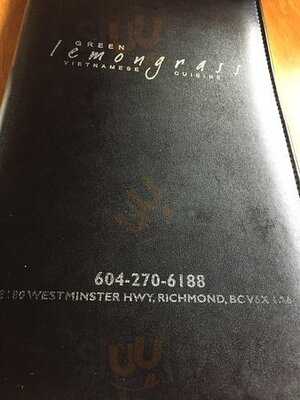 GREEN
lemongrass
VIETNAMESE CUISINE
604-270-6188
WESTMINSTER HWY, RICHMOND, BC V6X